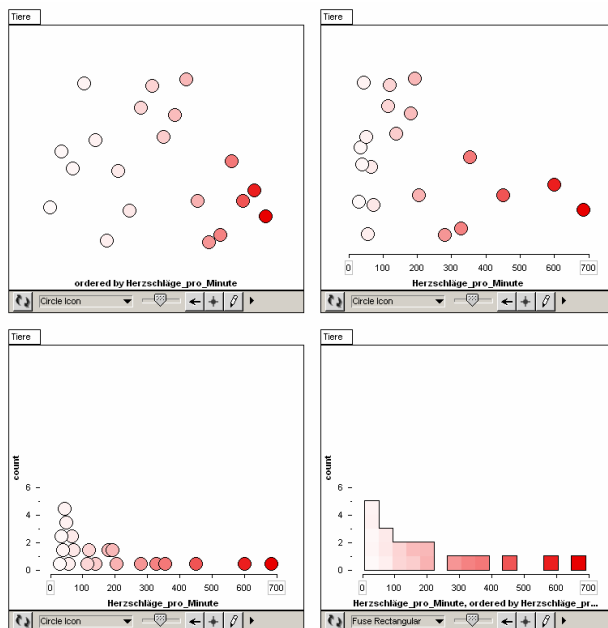 Tiere
ordered by Herzschläge_pro_Minute
Circle Icon
Tiere
0 100 200 300 400 500 600 700
Herzschläge_pro_Minute
Circle Icon
Tiere
count
6
4
2
0
0 100 200 300 400 500 600 700
Herzschläge_pro_Minute
Circle Icon
Tiere
count
6
4
2
0
0 100 200 300 400 500 600 700
Herzschläge_pro_Minute, ordered by Herzschläge_pr...
Fuse Rectangular